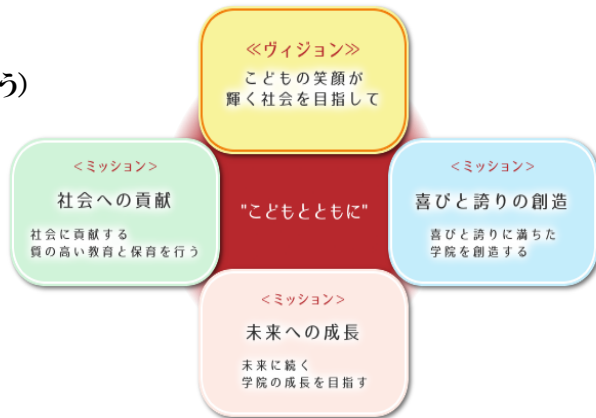 ≪ヴィジョン≫
こどもの笑顔が
輝く社会を目指して
う)
<ミッション>
社会への貢献
社会に貢献する
質の高い教育と保育を行う
"こどもとともに"
<ミッション>
喜びと誇りの創造
喜びと誇りに満ちた
学院を創造する
<ミッション>
未来への成長
未来に続く
学院の成長を目指す